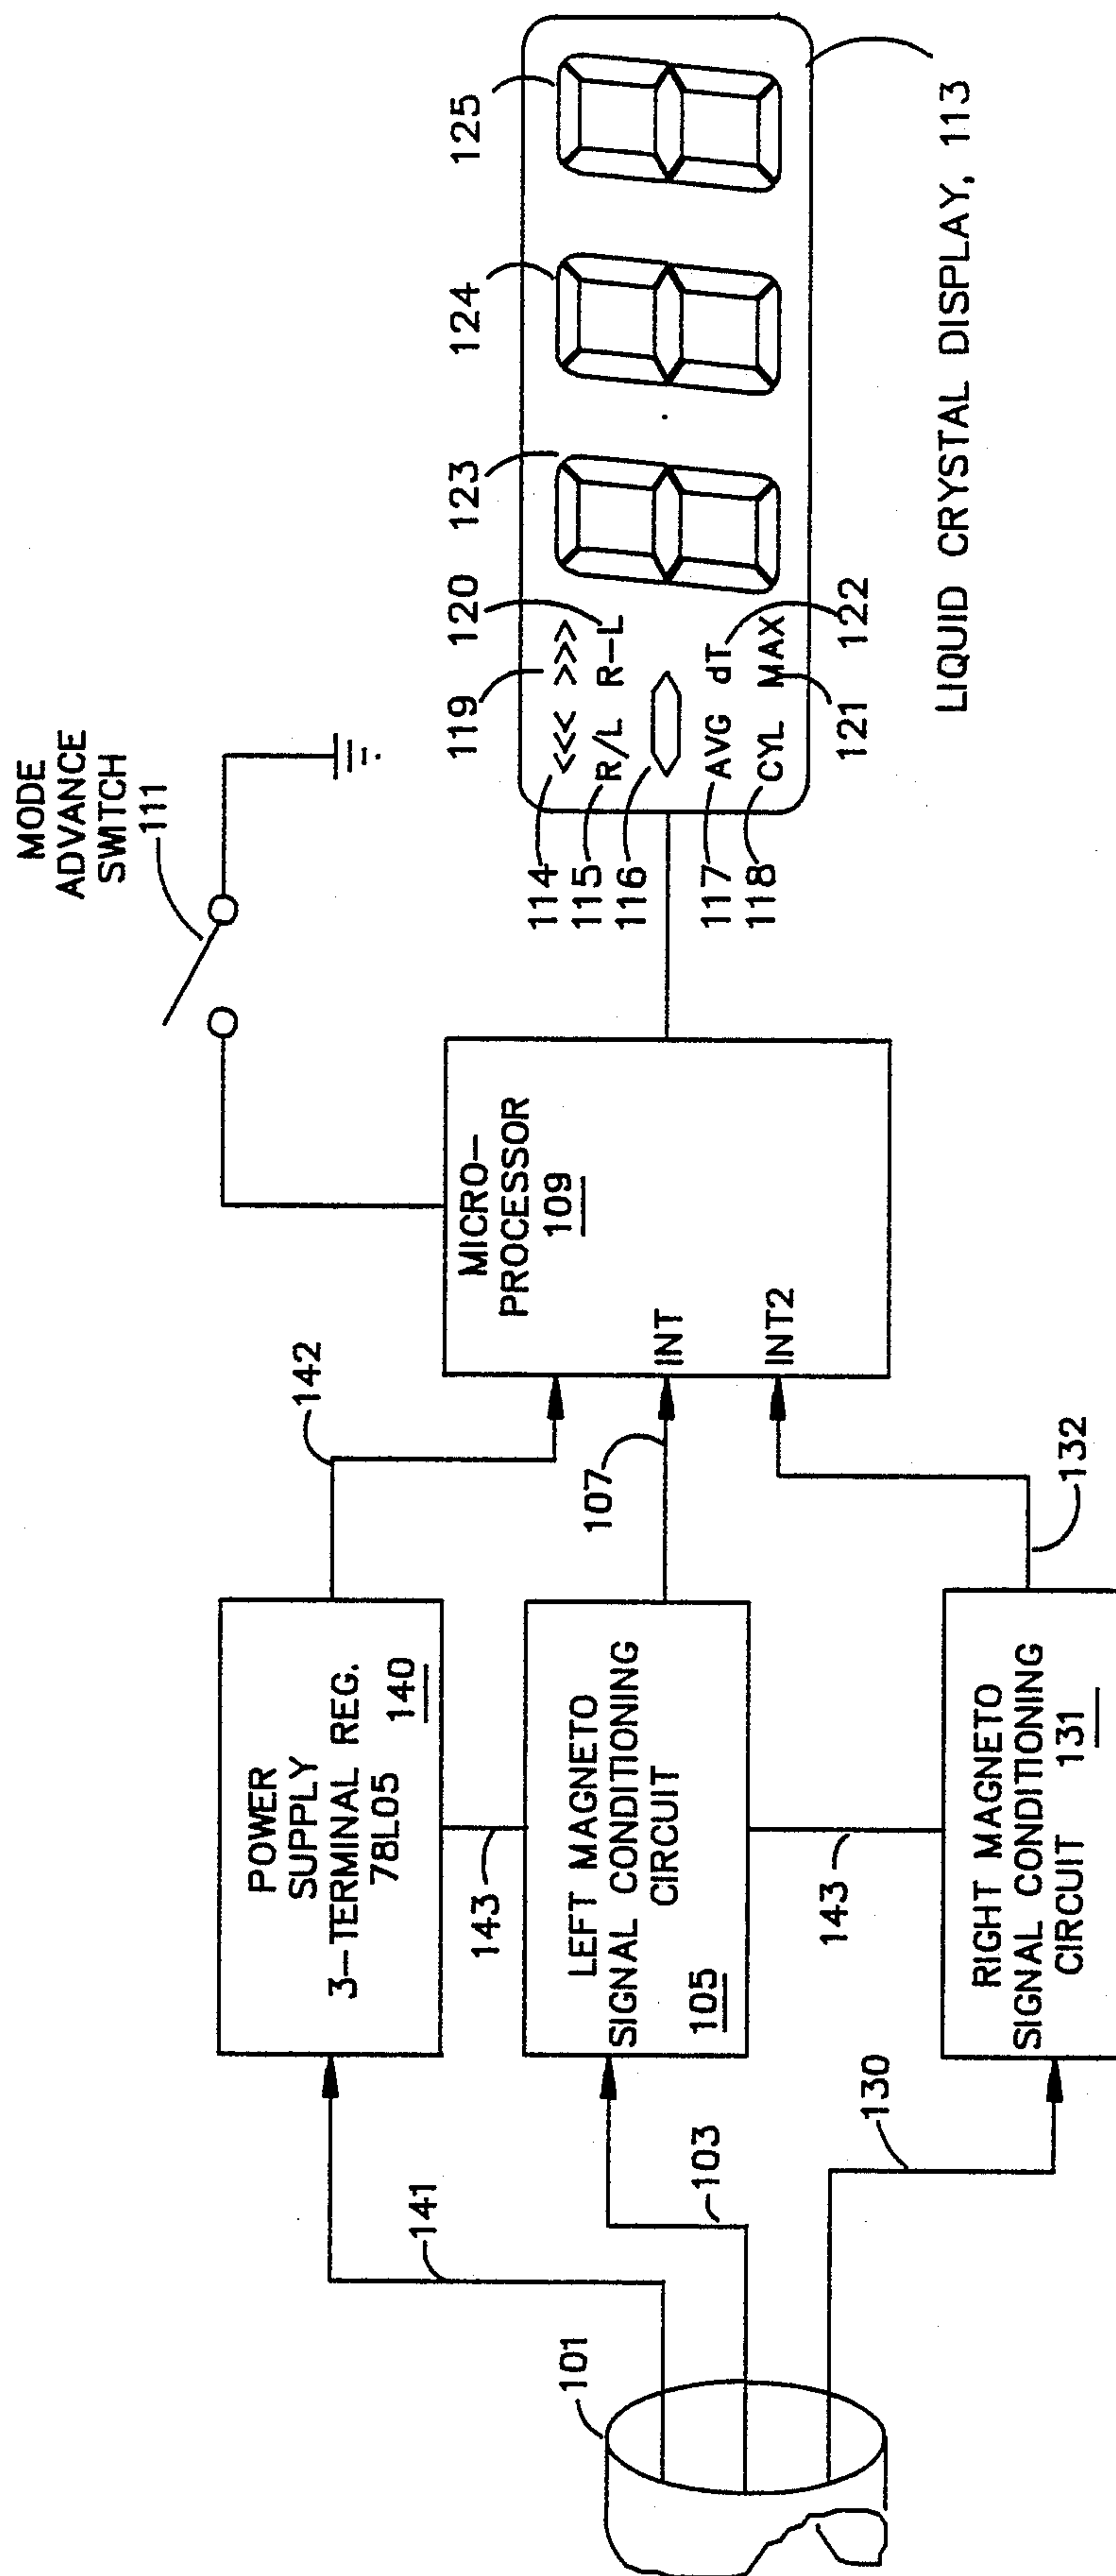 MODE
ADVANCE
SWITCH
111
101
141
103
130
POWER
SUPPLY
3-TERMINAL REG.
78L05
140
143
LEFT MAGNETO
SIGNAL CONDITIONING
CIRCUIT
105
143
RIGHT MAGNETO
SIGNAL CONDITIONING
CIRCUIT 131
142
107
132
MICRO-
PROCESSOR
109
INT
INT2
114
115
116
117
118
119
120
<<< >>>
R/L R-L
AVG dT
CYL MAX
121
122
123
124
125
LIQUID CRYSTAL DISPLAY, 113